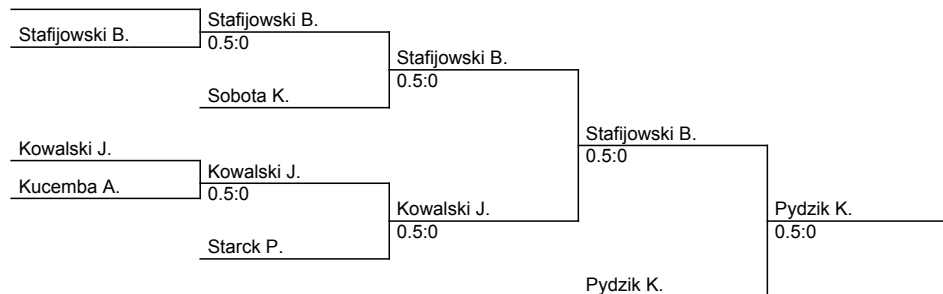 Stafijowski B.
Stafijowski B.
0.5:0
Stafijowski B.
0.5:0
Sobota K.
Stafijowski B.
0.5:0
Kowalski J.
Kucemba A.
Kowalski J.
0.5:0
Kowalski J.
0.5:0
Starck P.
Pydzik K.
0.5:0
Pydzik K.